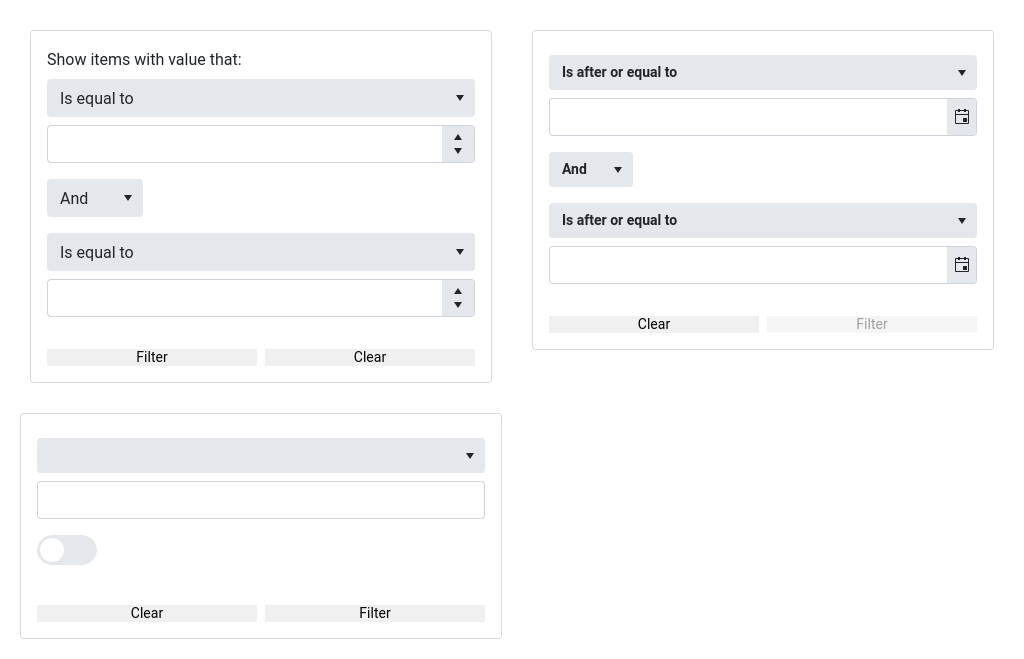 Show items with value that:
Is equal to
And
Is equal to
Filter
Clear
Is after or equal to
And
Is after or equal to
Clear
Filter
Clear
Filter